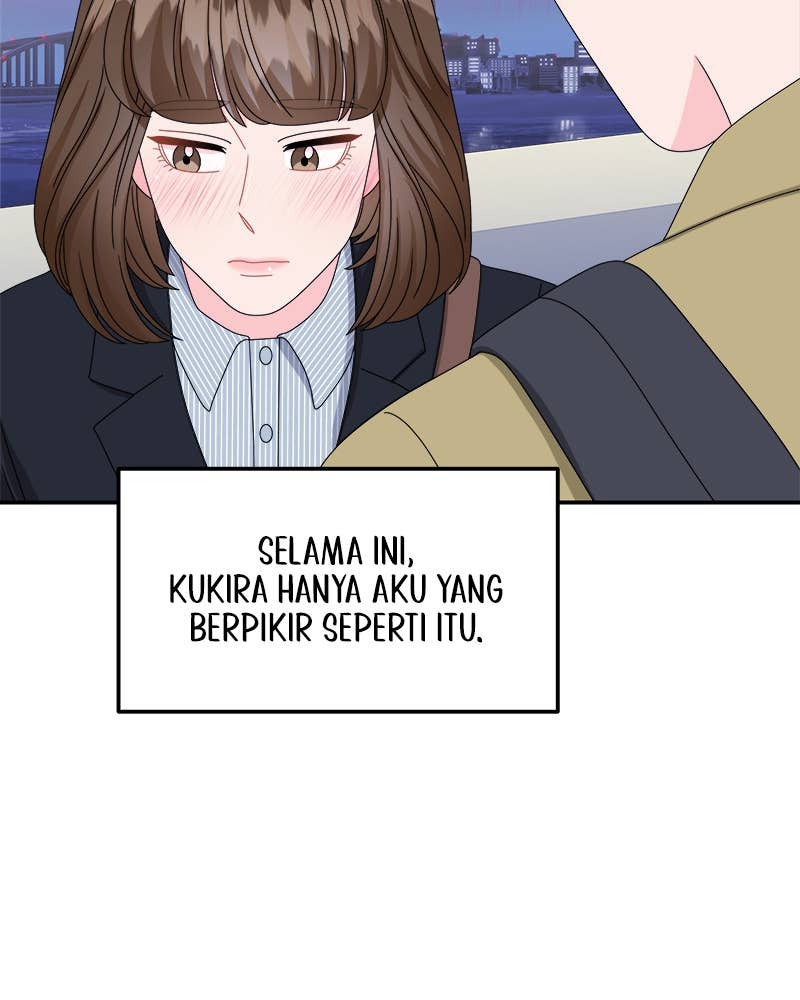 SELAMA INI,
KUKIRA HANYA AKU YANG
BERPIKIR SEPERTI ITU.